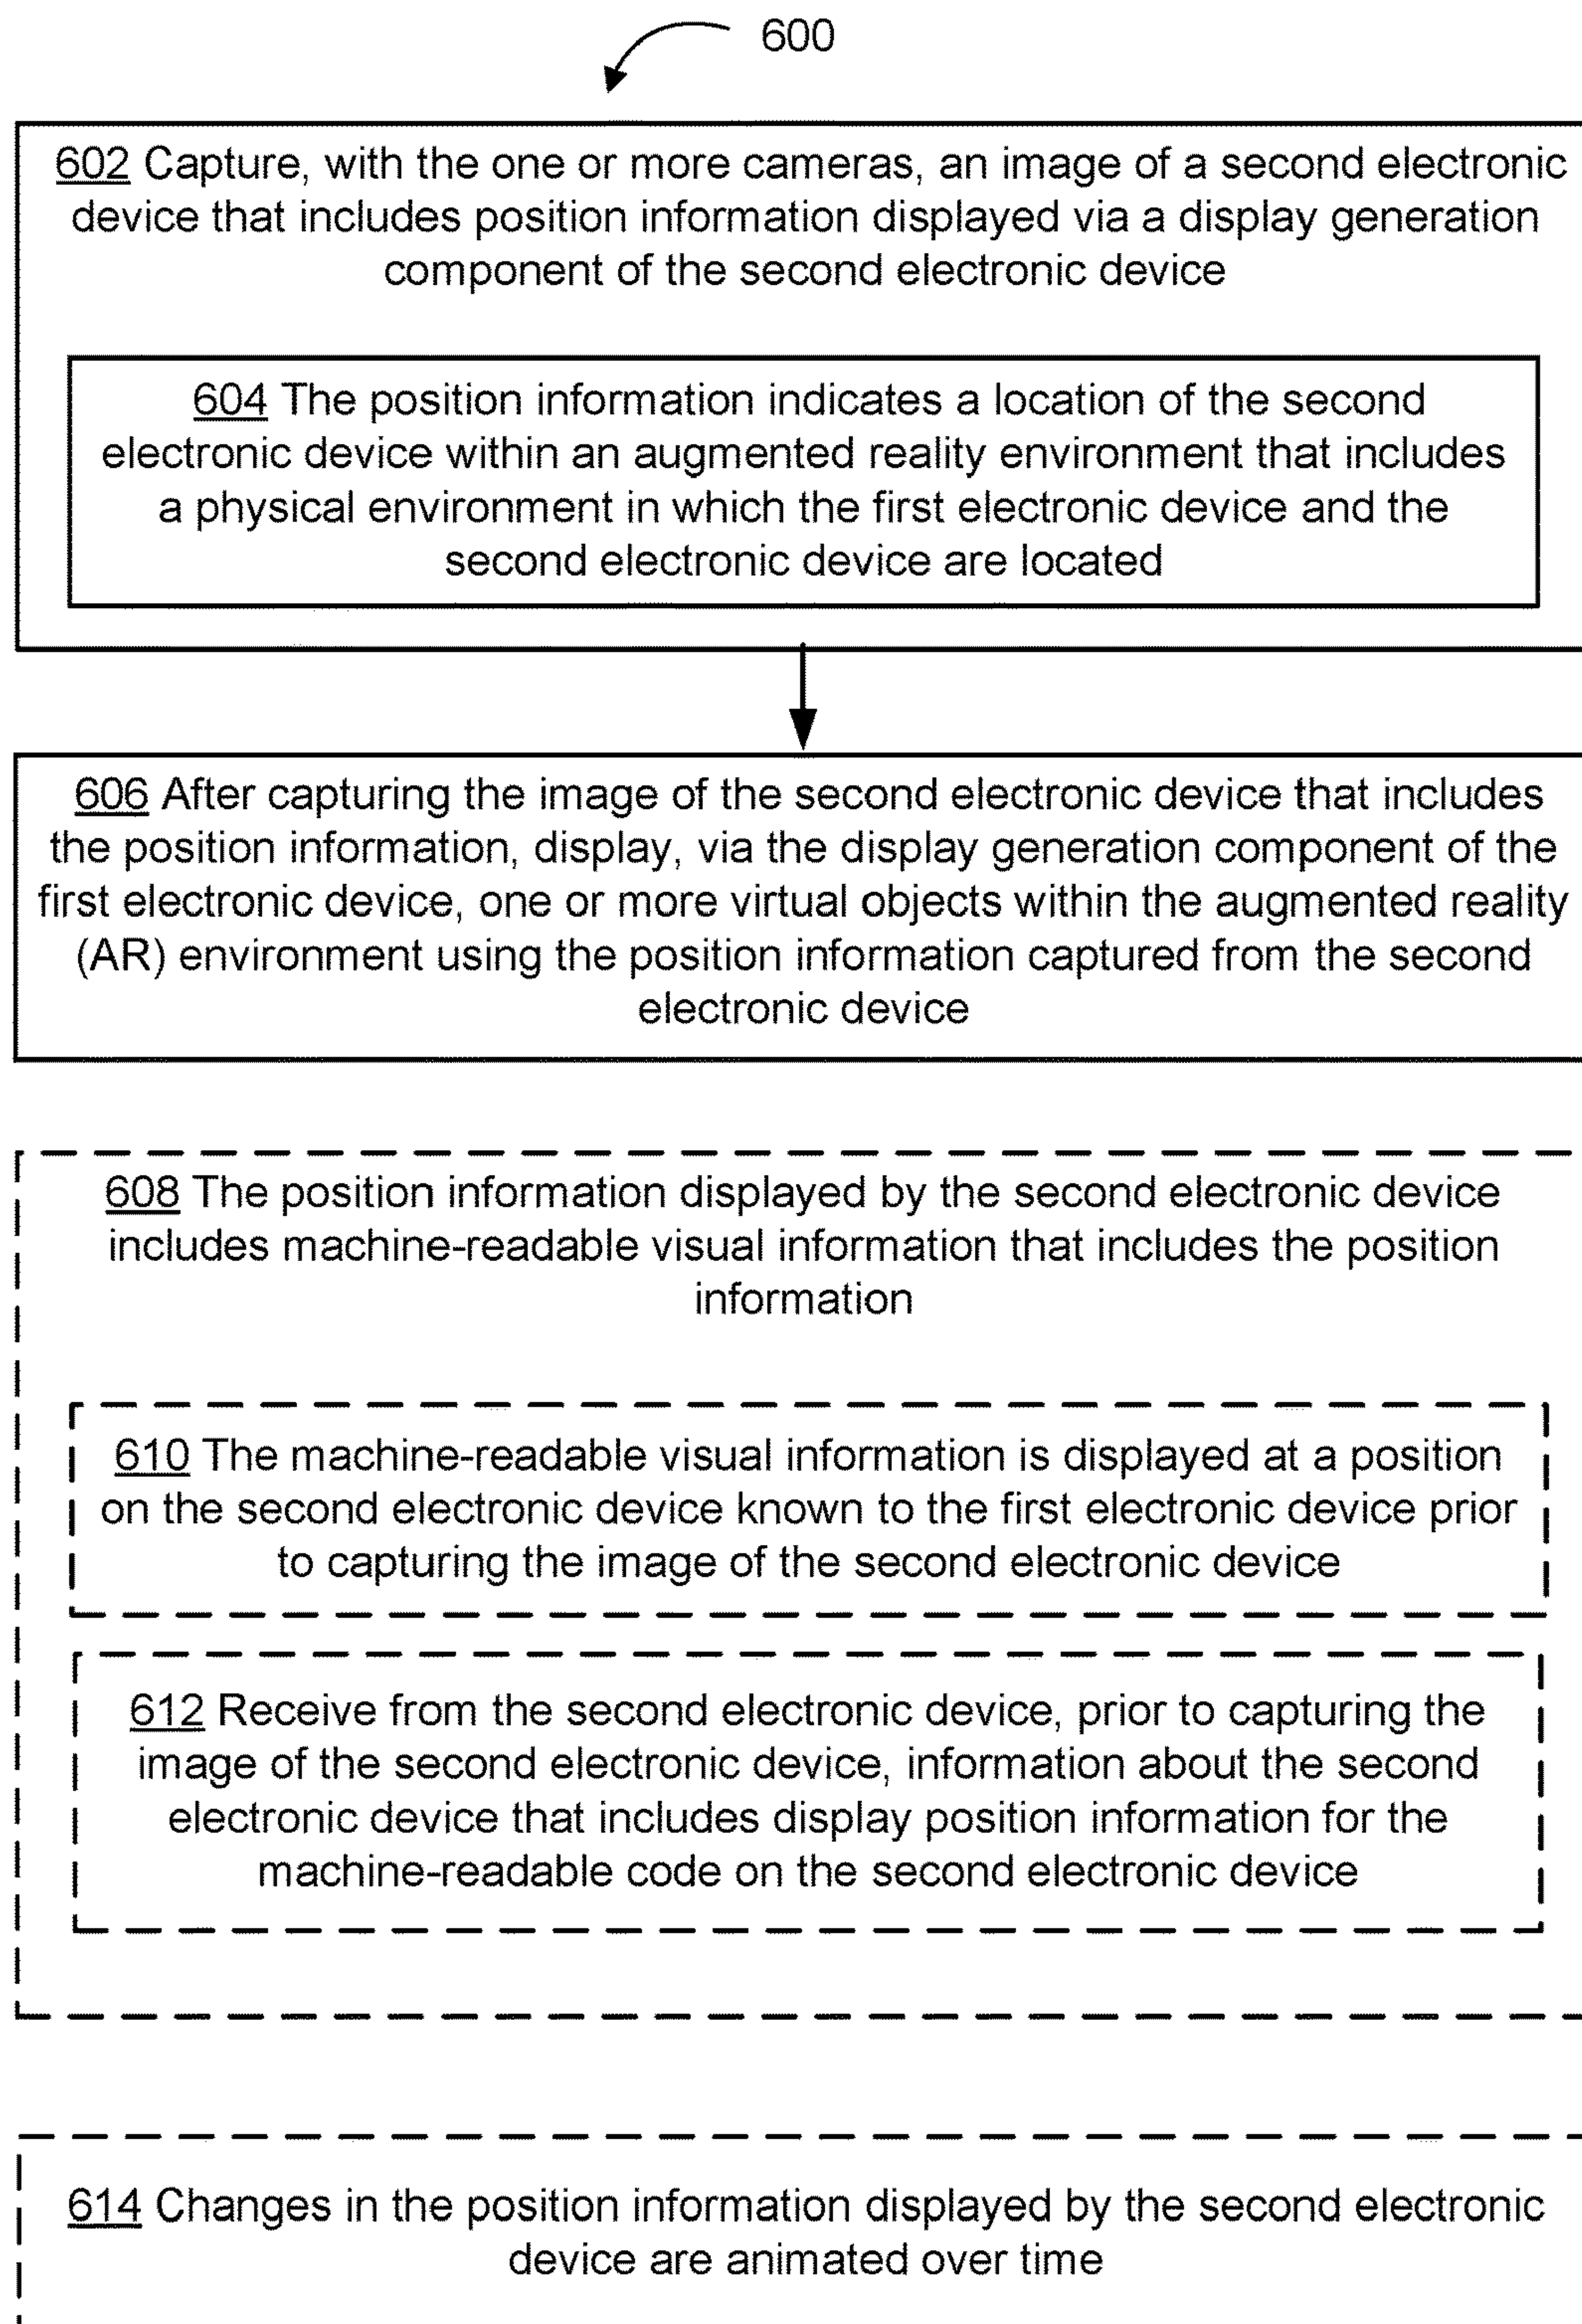 600
602 Capture, with the one or more cameras, an image of a second electronic
device that includes position information displayed via a display generation
component of the second electronic device
604 The position information indicates a location of the second
electronic device within an augmented reality environment that includes
a physical environment in which the first electronic device and the
second electronic device are located
606 After capturing the image of the second electronic device that includes
the position information, display, via the display generation component of the
first electronic device, one or more virtual objects within the augmented reality
(AR) environment using the position information captured from the second
electronic device
608 The position information displayed by the second electronic device
includes machine-readable visual information that includes the position
information
610 The machine-readable visual information is displayed at a position
on the second electronic device known to the first electronic device prior
to capturing the image of the second electronic device
612 Receive from the second electronic device, prior to capturing the
image of the second electronic device, information about the second
electronic device that includes display position information for the
machine-readable code on the second electronic device
614 Changes in the position information displayed by the second electronic
device are animated over time